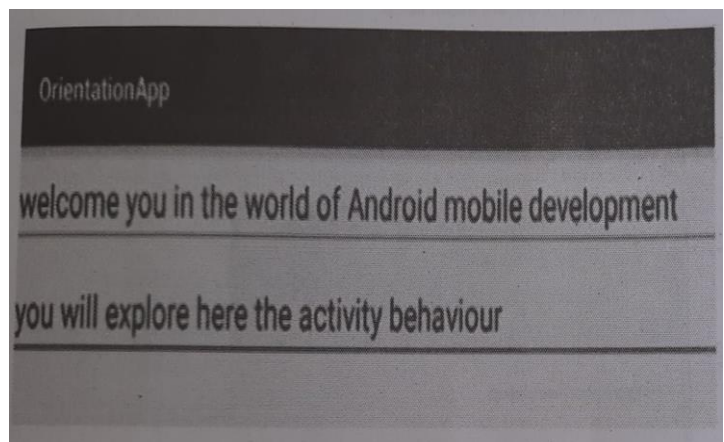 OrientationApp
welcome you in the world of Android mobile development
you will explore here the activity behaviour